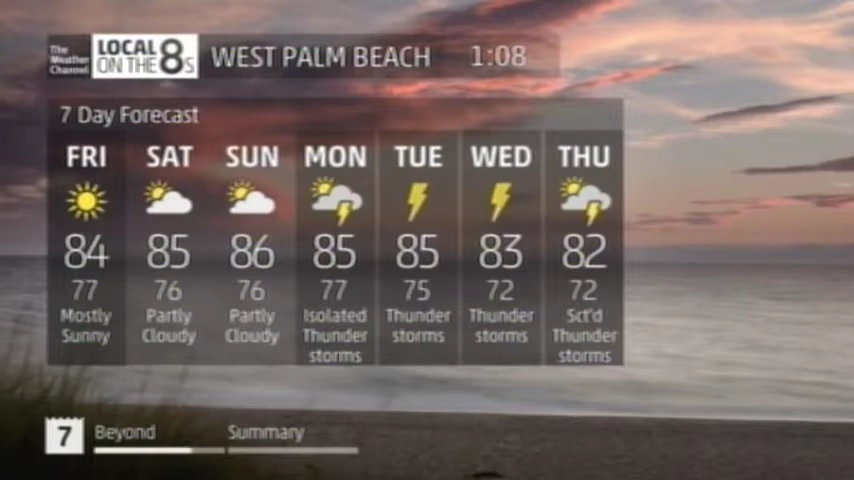 The Weather Channel
LOCAL ON THE 8s
WEST PALM BEACH 1:08
7 Day Forecast
FRI SAT SUN MON TUE WED THU
84 85 86 85 85 83 82
77 76 76 77 75 72 72
Mostly Partly Partly Isolated Thunder Thunder Sct'd
Sunny Cloudy Cloudy Thunder storms storms Thunder
storms storms
7 Beyond Summary